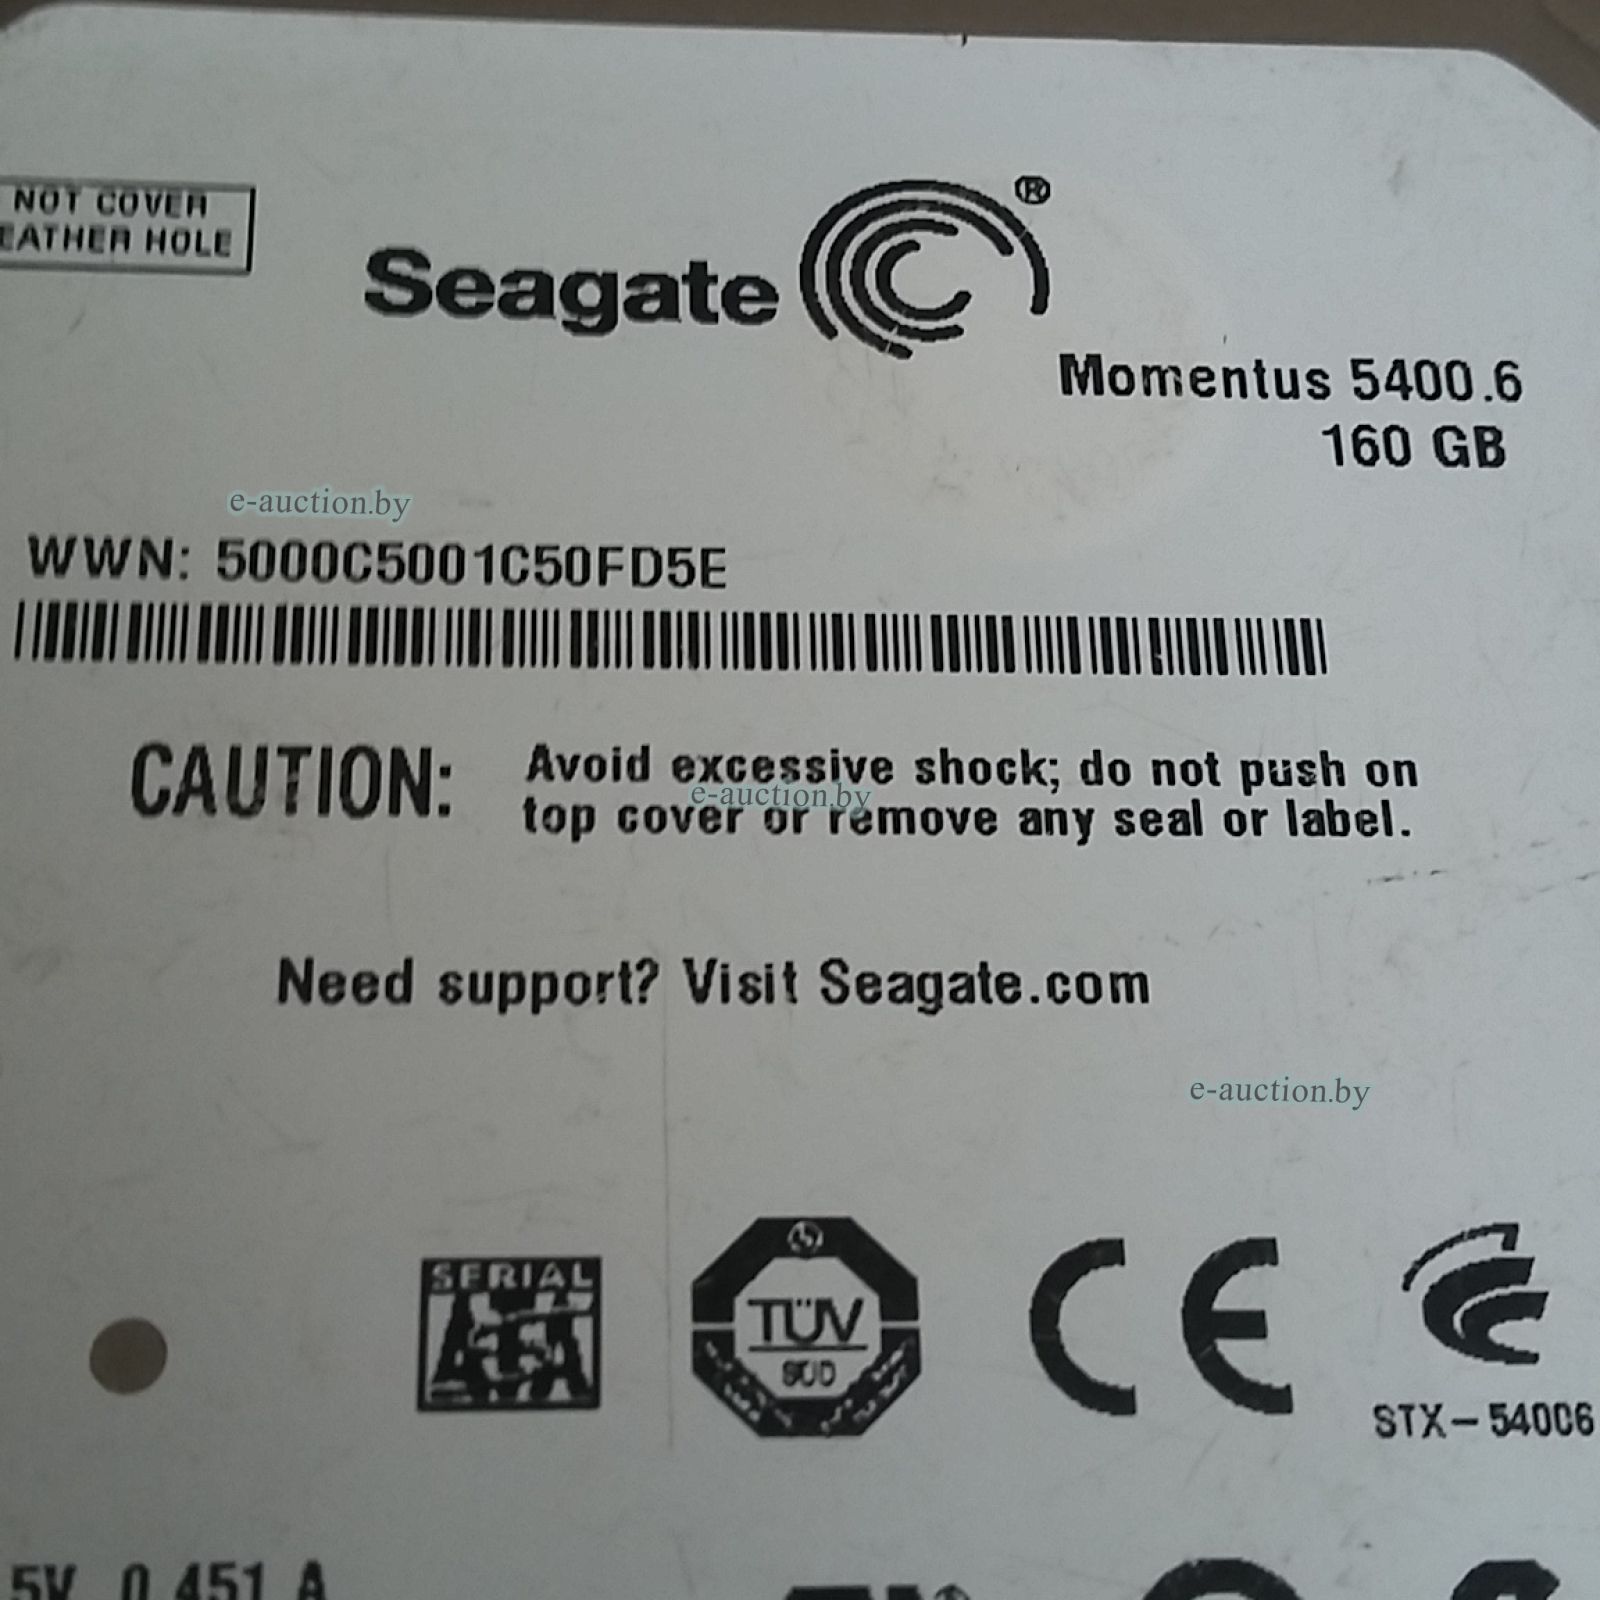 NOT COVER
EATHER HOLE
Seagate ®
Momentus 5400.6
160 GB
e-auction.by
WWN: 5000C5001C50FD5E
CAUTION: Avoid excessive shock; do not push on
e-auction.by
top cover or remove any seal or label.
Need support? Visit Seagate.com
e-auction.by
SERIAL
ATA
TÜV
SÜD
CE
STX-54006
5V 0.451 A